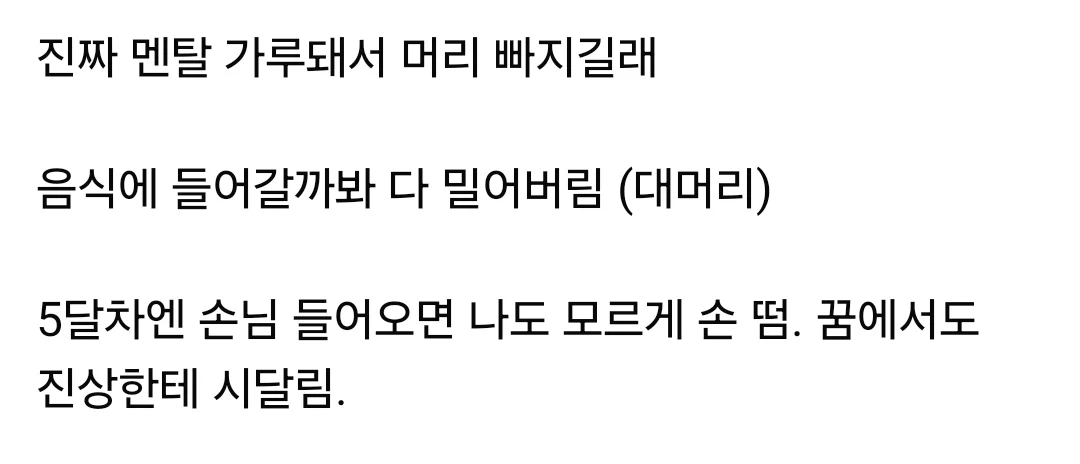 진짜 멘탈 가루돼서 머리 빠지길래
음식에 들어갈까봐 다 밀어버림 (대머리)
5달차엔 손님 들어오면 나도 모르게 손 떰. 꿈에서도
진상한테 시달림.